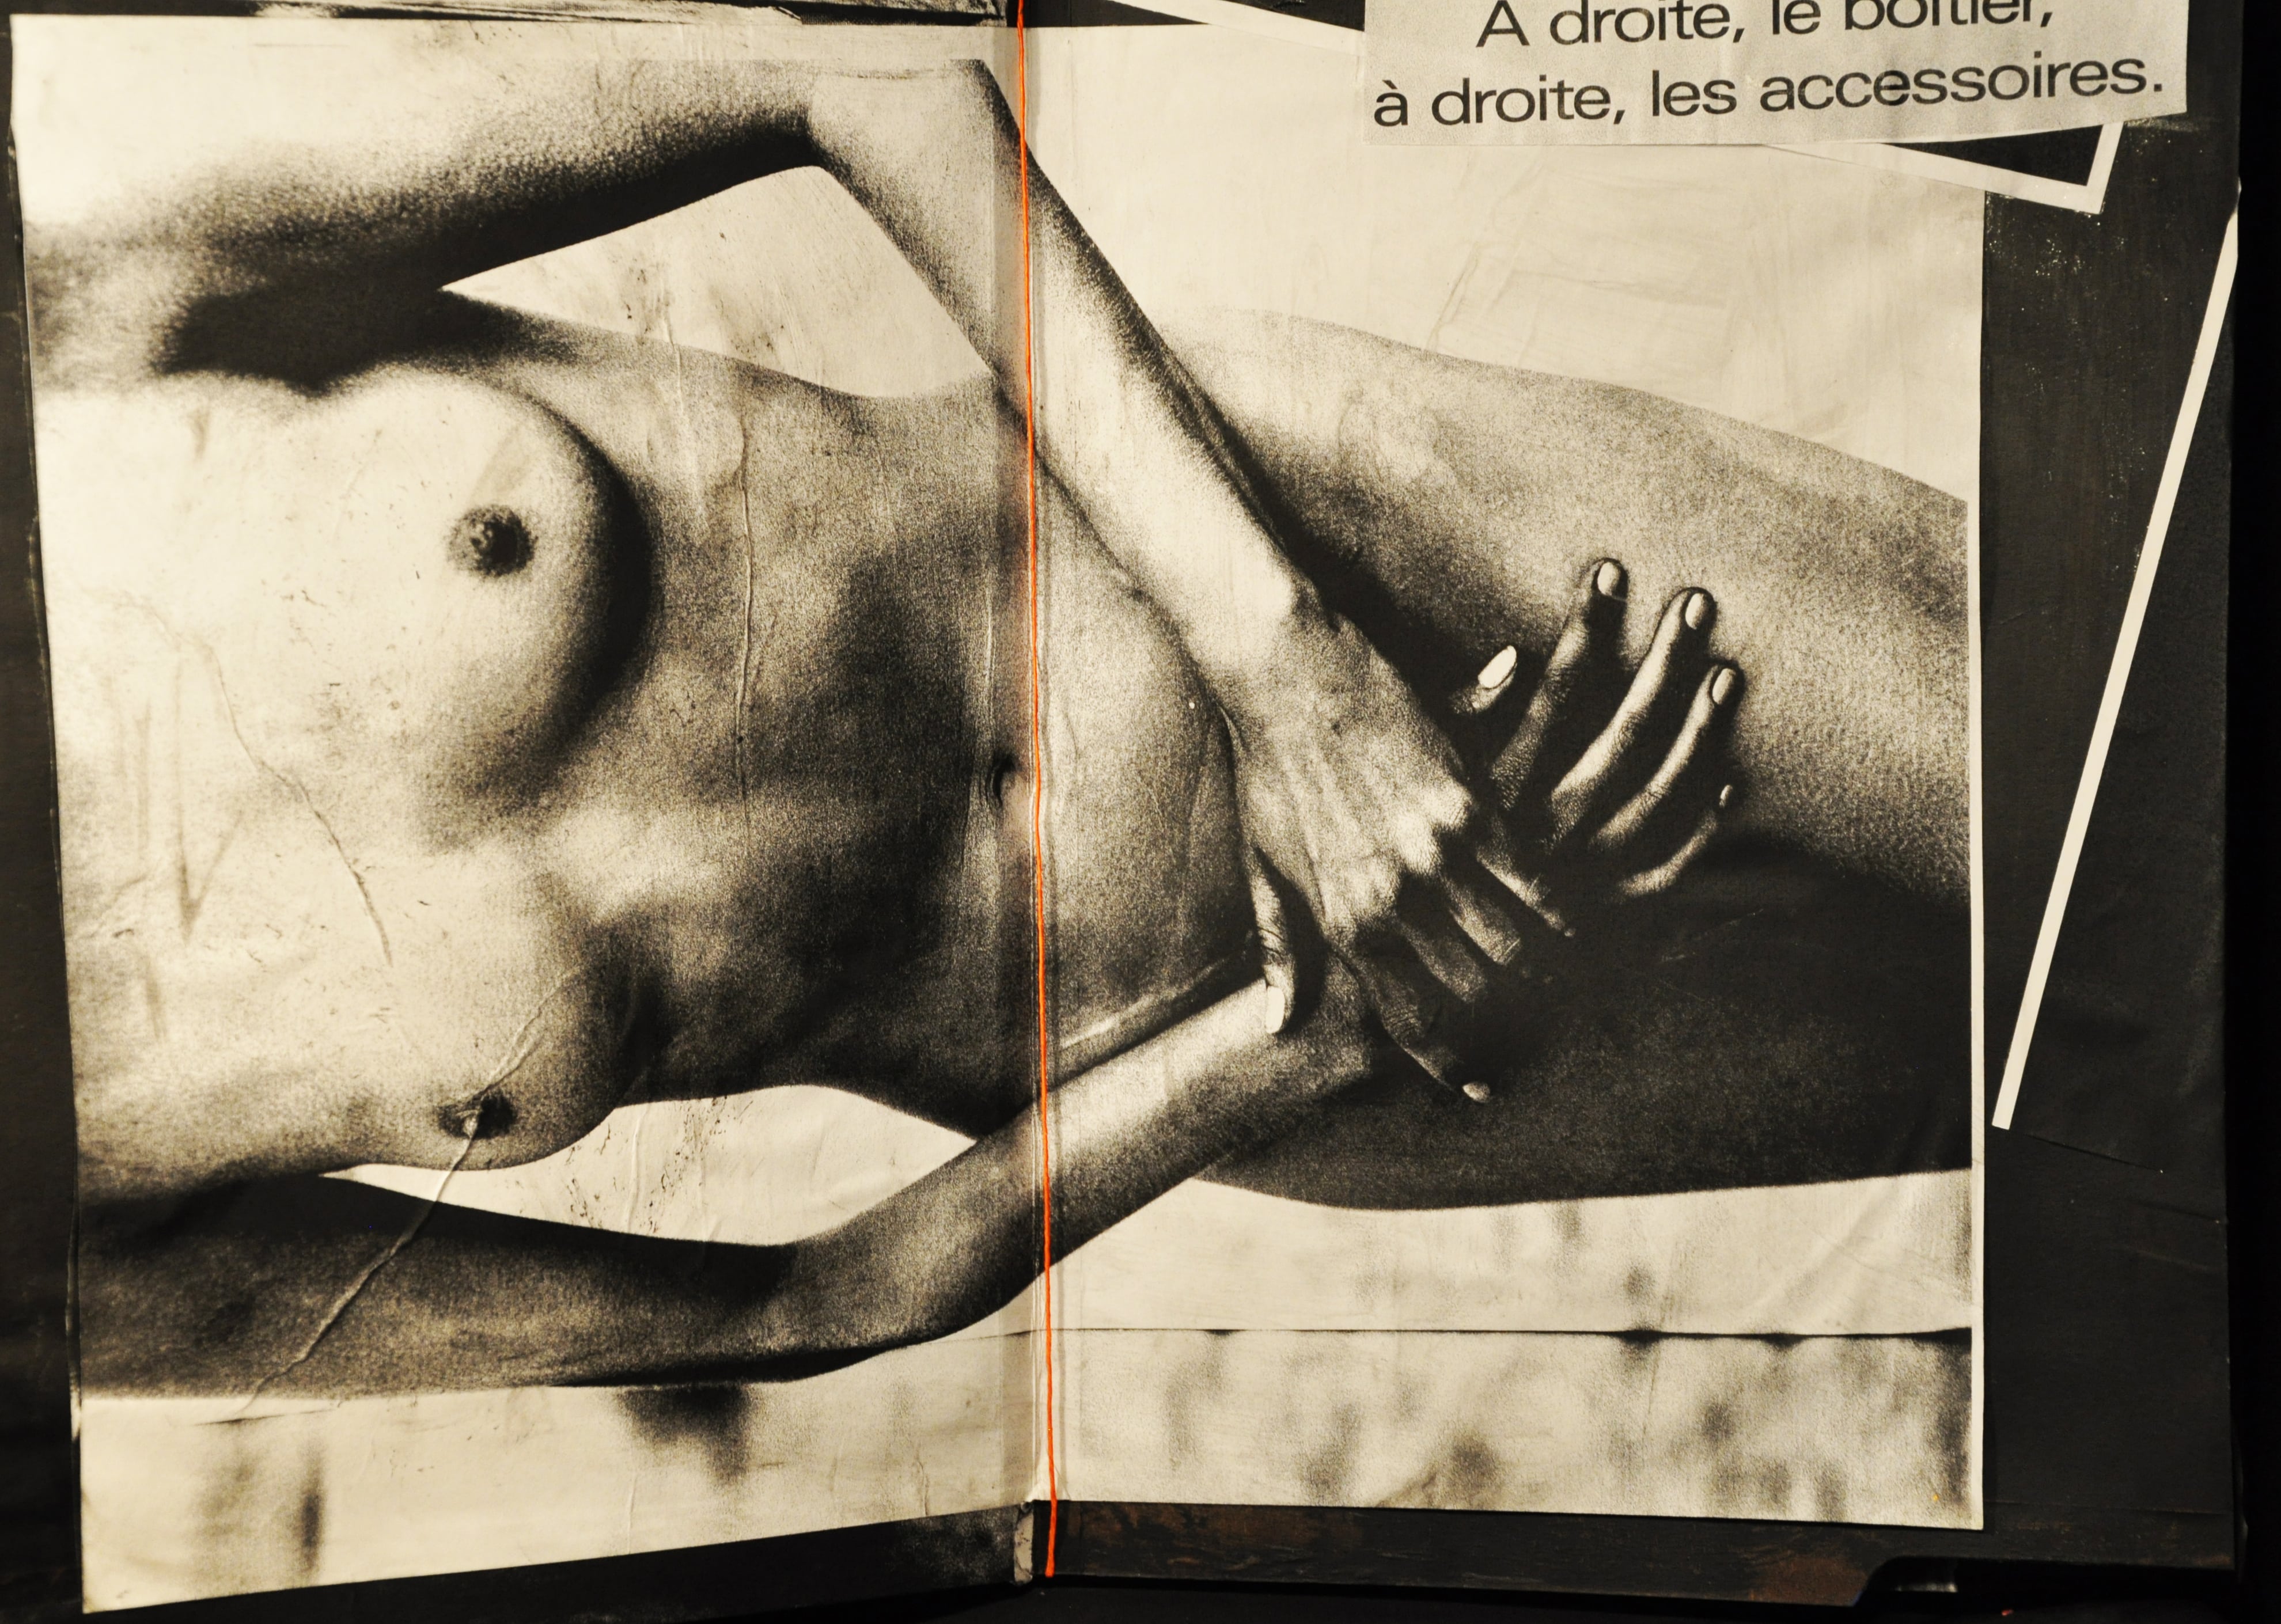 A droite, le boîtier,
à droite, les accessoires.